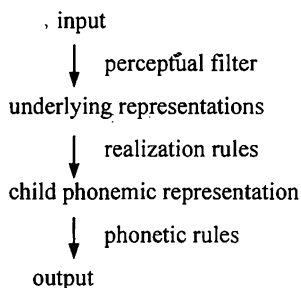 input
perceptual filter
underlying representations
realization rules
child phonemic representation
phonetic rules
output